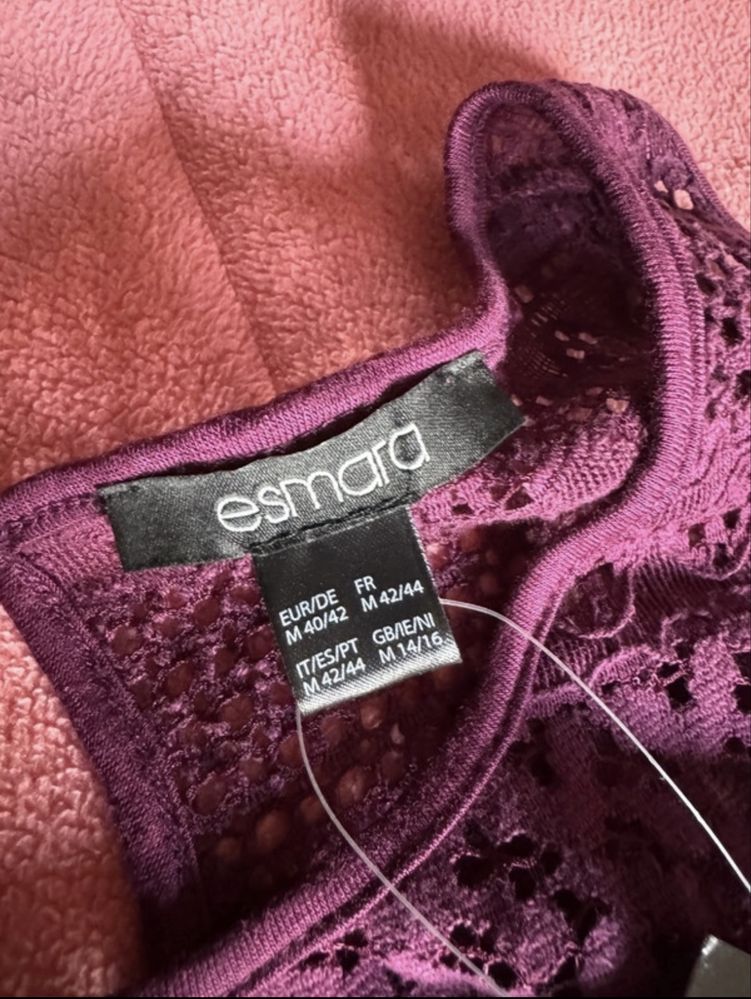 esmara
EUR/DE FR
M 40/42 M 42/44
IT/ES/PT GB/IE/NI
M 42/44 M 14/16